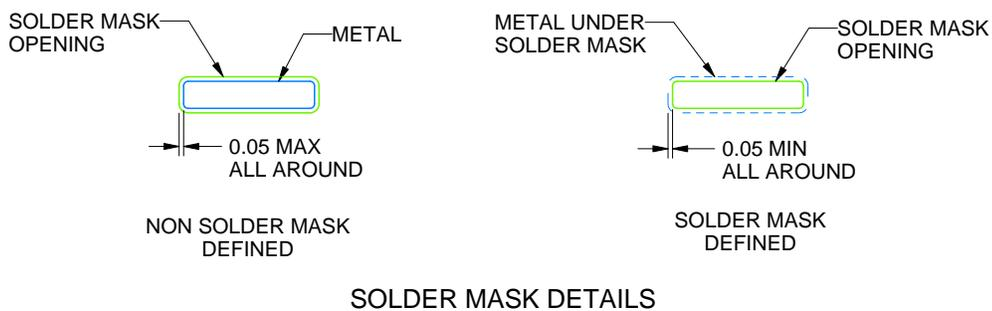 SOLDER MASK
OPENING
METAL
0.05 MAX
ALL AROUND
NON SOLDER MASK
DEFINED
METAL UNDER
SOLDER MASK
SOLDER MASK
OPENING
0.05 MIN
ALL AROUND
SOLDER MASK
DEFINED
SOLDER MASK DETAILS